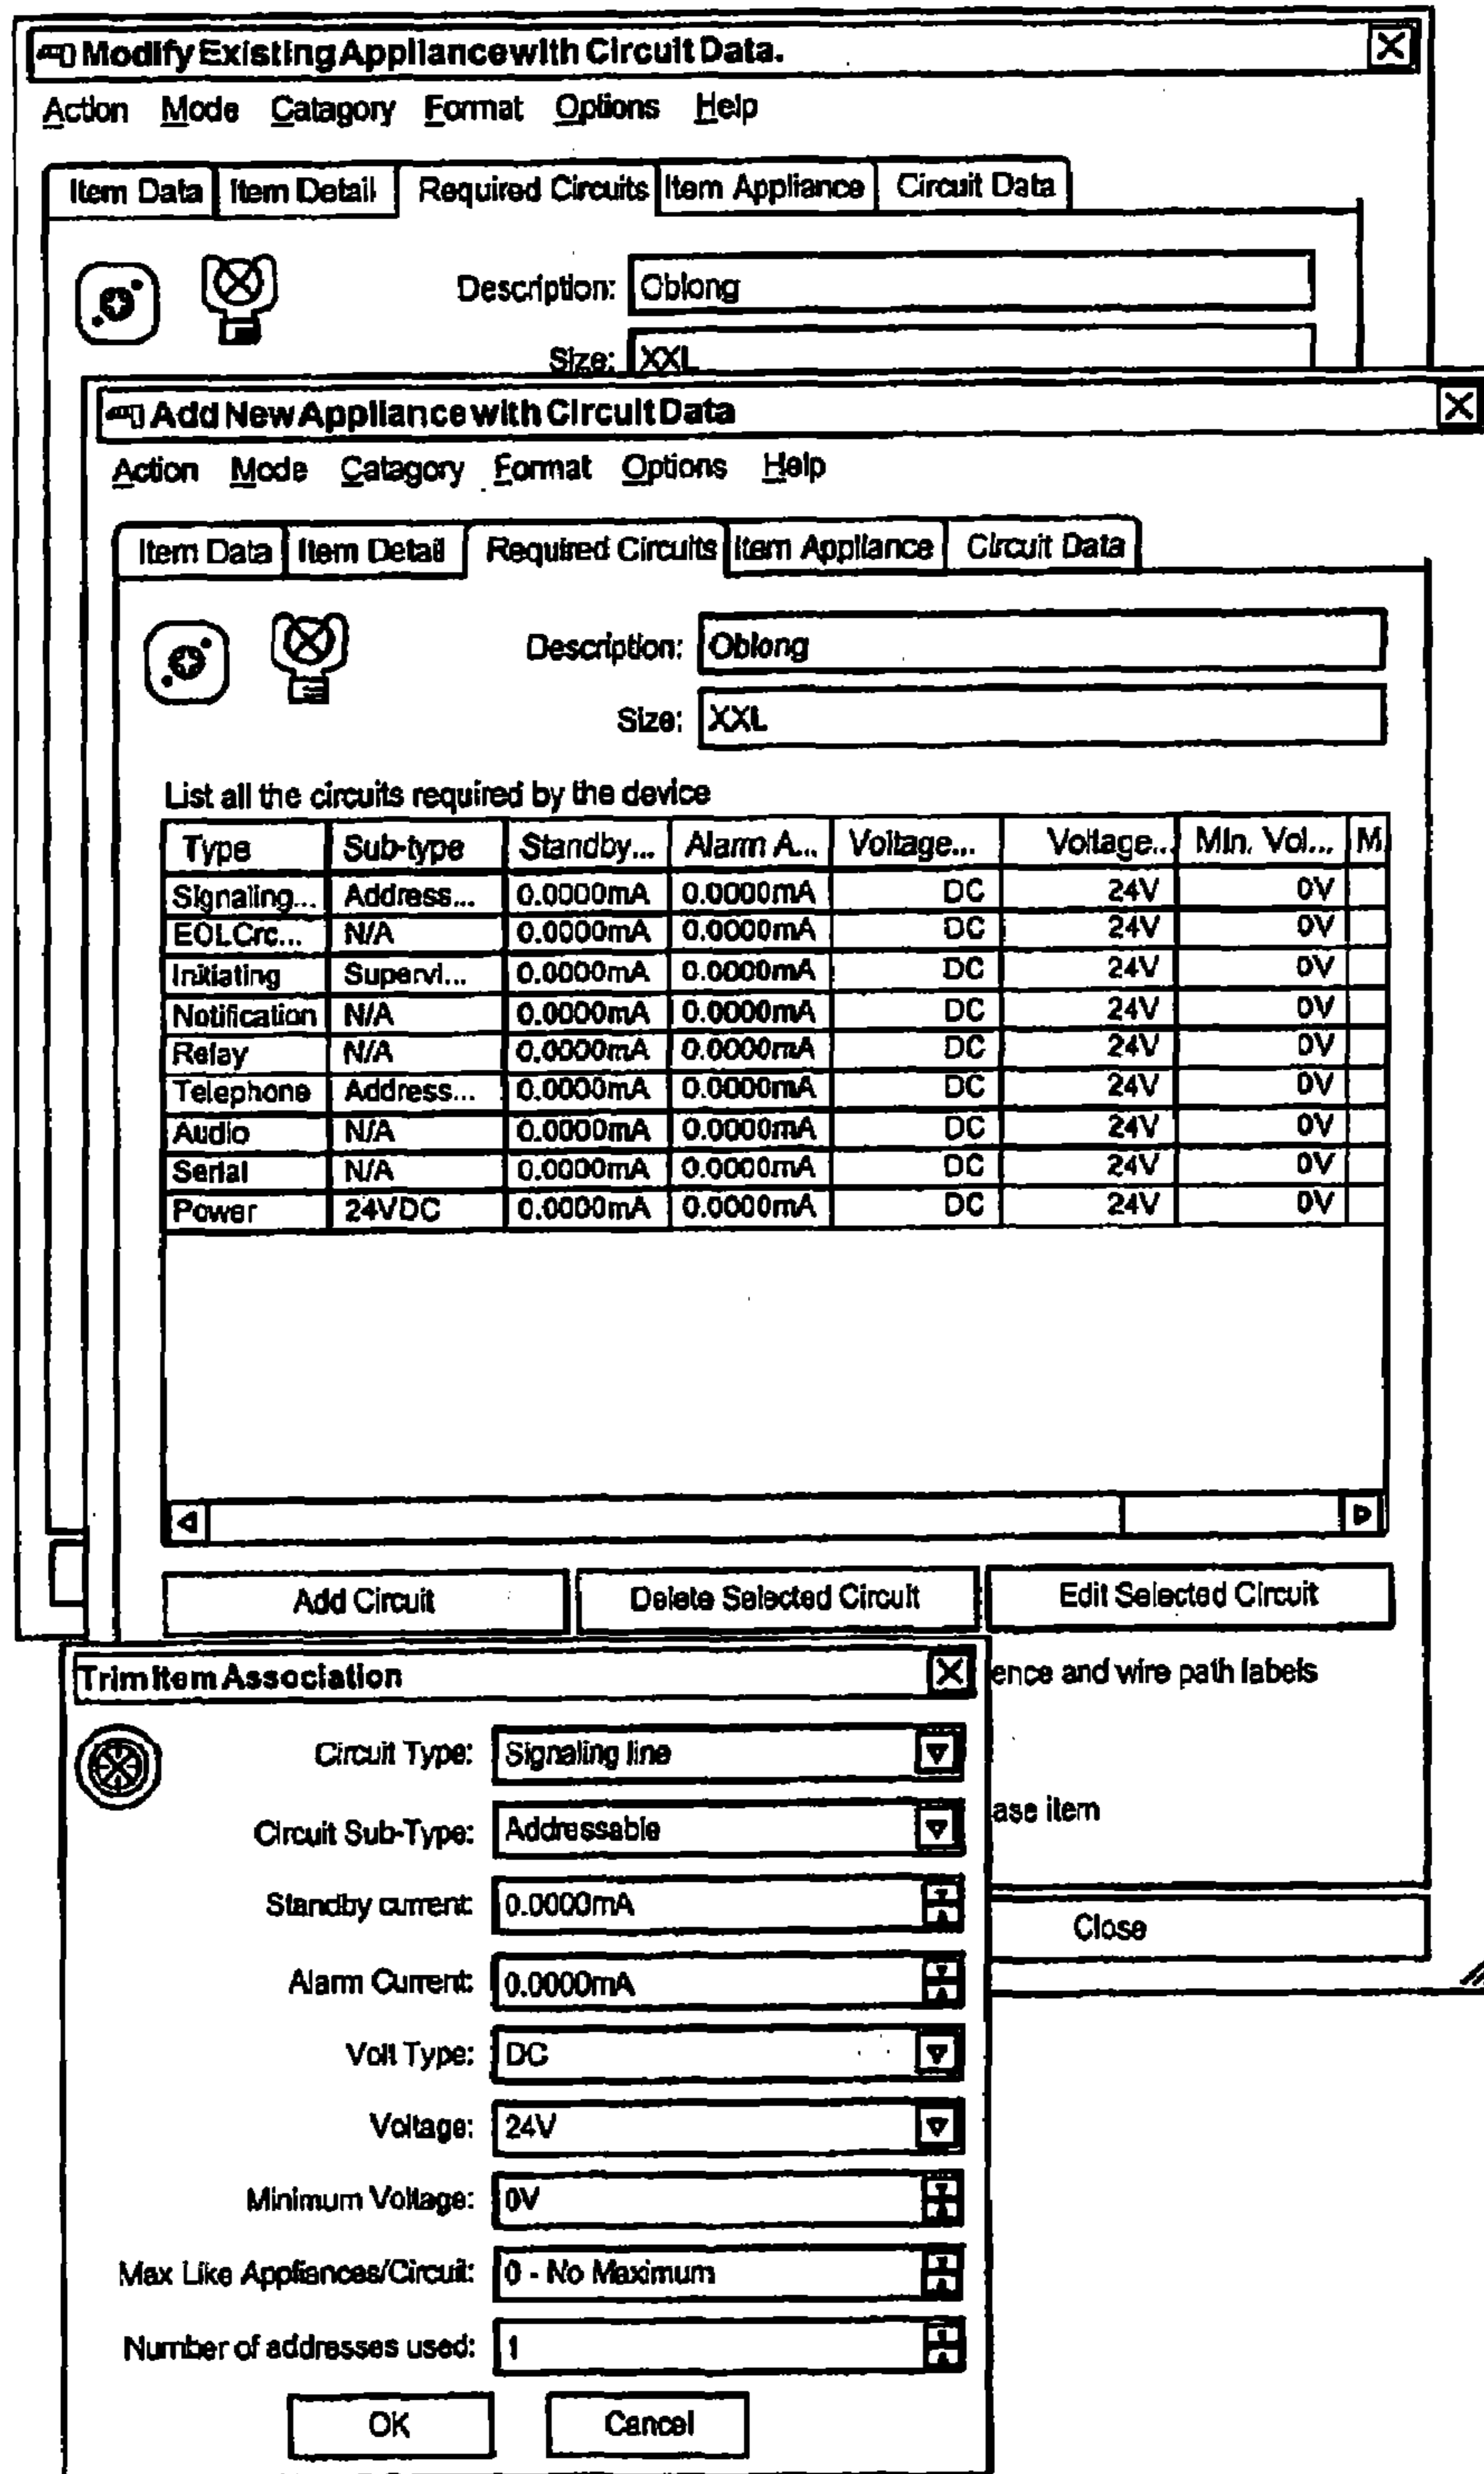 Modify Existing Appliance with Circuit Data.
Action Mode Catagory Format Options Help
Item Data Item Detail Required Circuits Item Appliance Circuit Data
Description: Oblong
Size: XXL
Add New Appliance with Circuit Data
Action Mode Catagory Format Options Help
Item Data Item Detail Required Circuits Item Appliance Circuit Data
Description: Oblong
Size: XXL
List all the circuits required by the device
Type Sub-type Standby... Alarm A... Voltage... Voltage... Min. Vol... M
Signaling... Address... 0.0000mA 0.0000mA DC 24V 0V
EOLCrc... N/A 0.0000mA 0.0000mA DC 24V 0V
Initiating Supervi... 0.0000mA 0.0000mA DC 24V 0V
Notification N/A 0.0000mA 0.0000mA DC 24V 0V
Relay N/A 0.0000mA 0.0000mA DC 24V 0V
Telephone Address... 0.0000mA 0.0000mA DC 24V 0V
Audio N/A 0.0000mA 0.0000mA DC 24V 0V
Serial N/A 0.0000mA 0.0000mA DC 24V 0V
Power 24VDC 0.0000mA 0.0000mA DC 24V 0V
Add Circuit Delete Selected Circuit Edit Selected Circuit
Trim Item Association
ence and wire path labels
Circuit Type: Signaling line
ase item
Circuit Sub-Type: Addressable
Standby current: 0.0000mA
Close
Alarm Current: 0.0000mA
Volt Type: DC
Voltage: 24V
Minimum Voltage: 0V
Max Like Appliances/Circuit: 0 - No Maximum
Number of addresses used: 1
OK Cancel